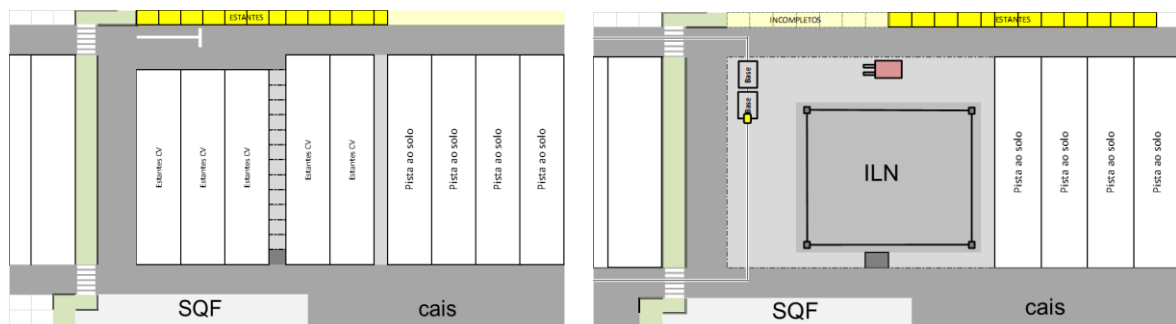 ESTANTES
Estantes CV
Estantes CV
Estantes CV
Estantes CV
Estantes CV
Pista ao solo
Pista ao solo
Pista ao solo
Pista ao solo
SQF
cais
INCOMPLETOS
ESTANTES
Base
Base
ILN
Pista ao solo
Pista ao solo
Pista ao solo
Pista ao solo
SQF
cais